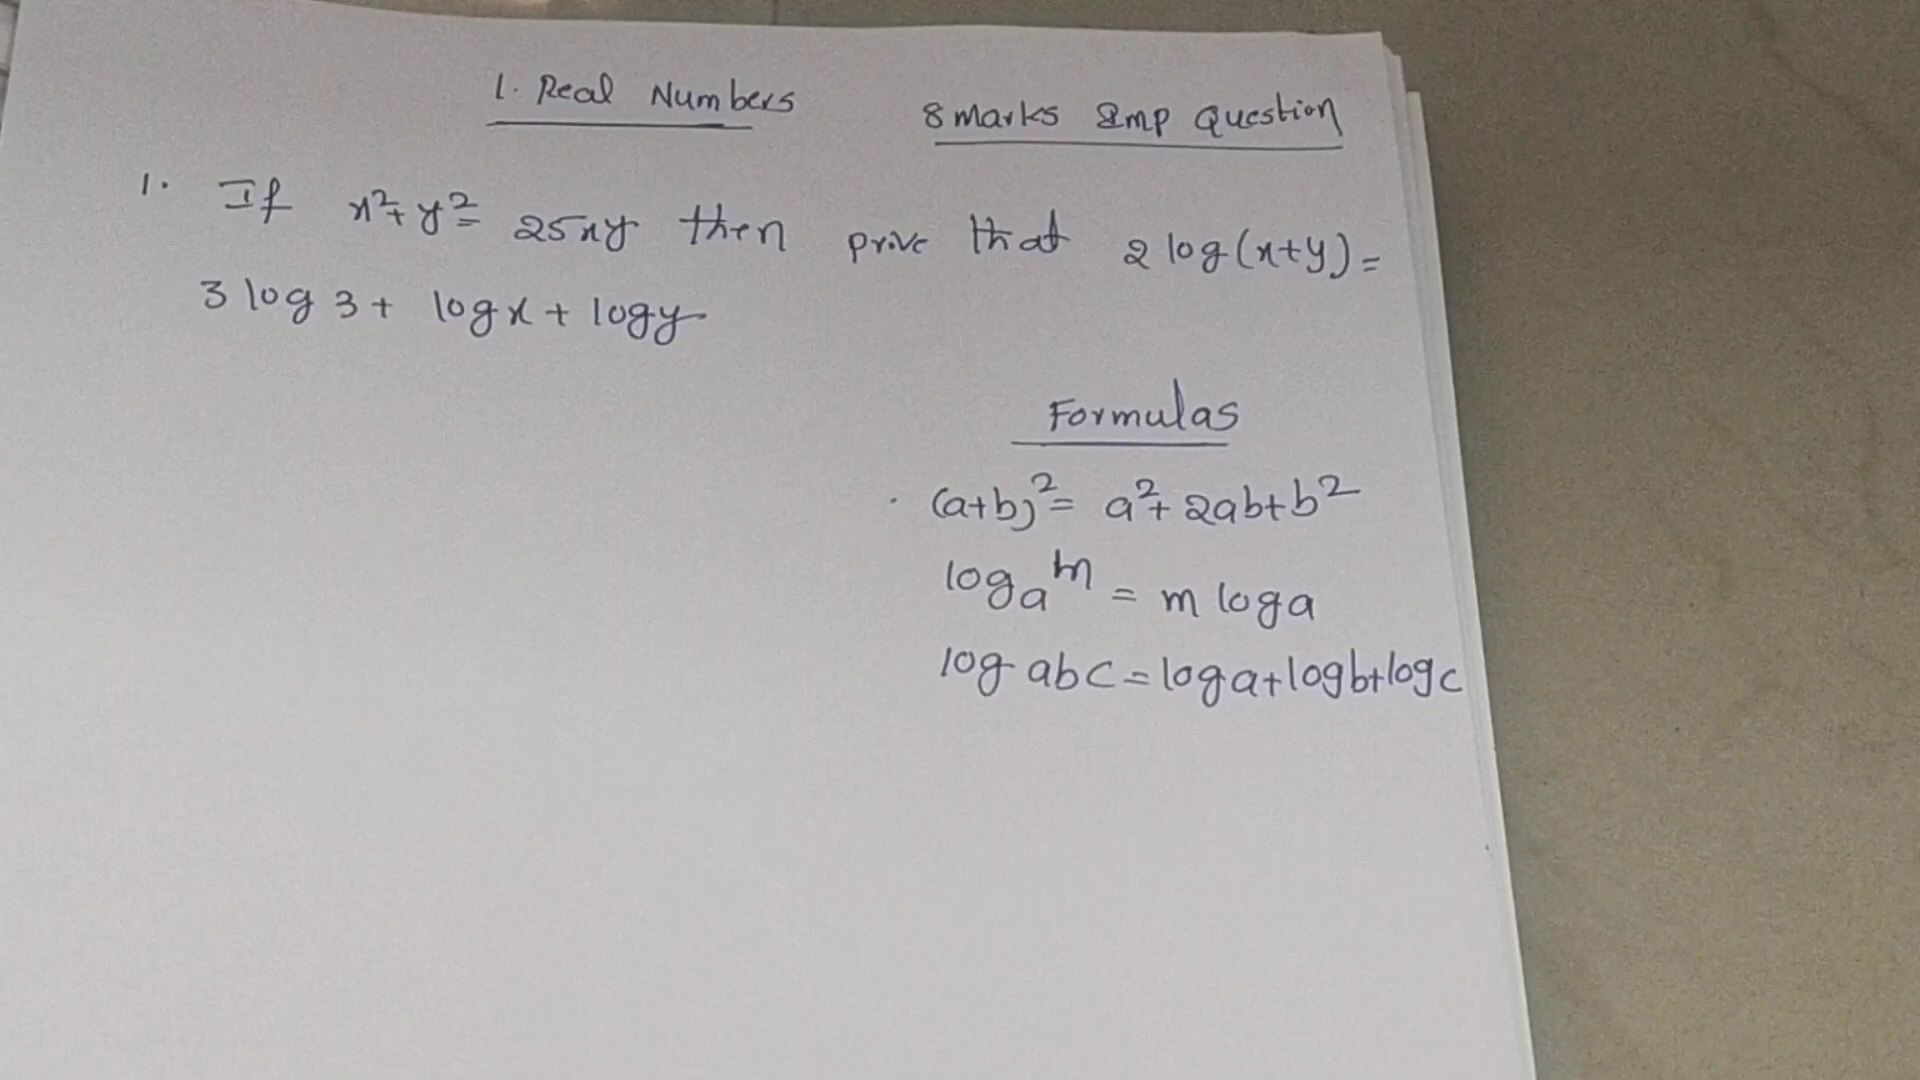 1. Real Numbers
8 marks Imp Question
1. If x²+y²= 25xy then prove that 2 log(x+y)=
3 log 3 + log x + log y
Formulas
(a+b)²= a²+ 2ab+b²
log a^m = m log a
log abc = log a+log b+log c